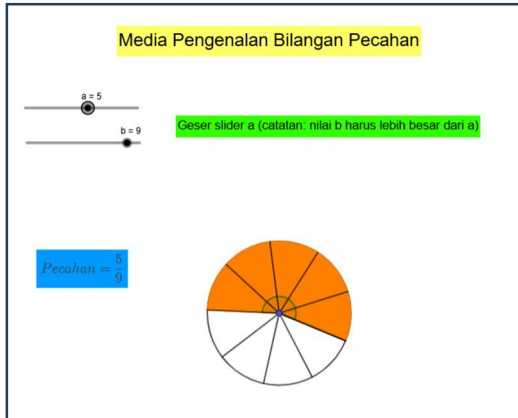 Media Pengenalan Bilangan Pecahan
a = 5
b = 9
Geser slider a (catatan: nilai b harus lebih besar dari a)
Pecahan = 5/9